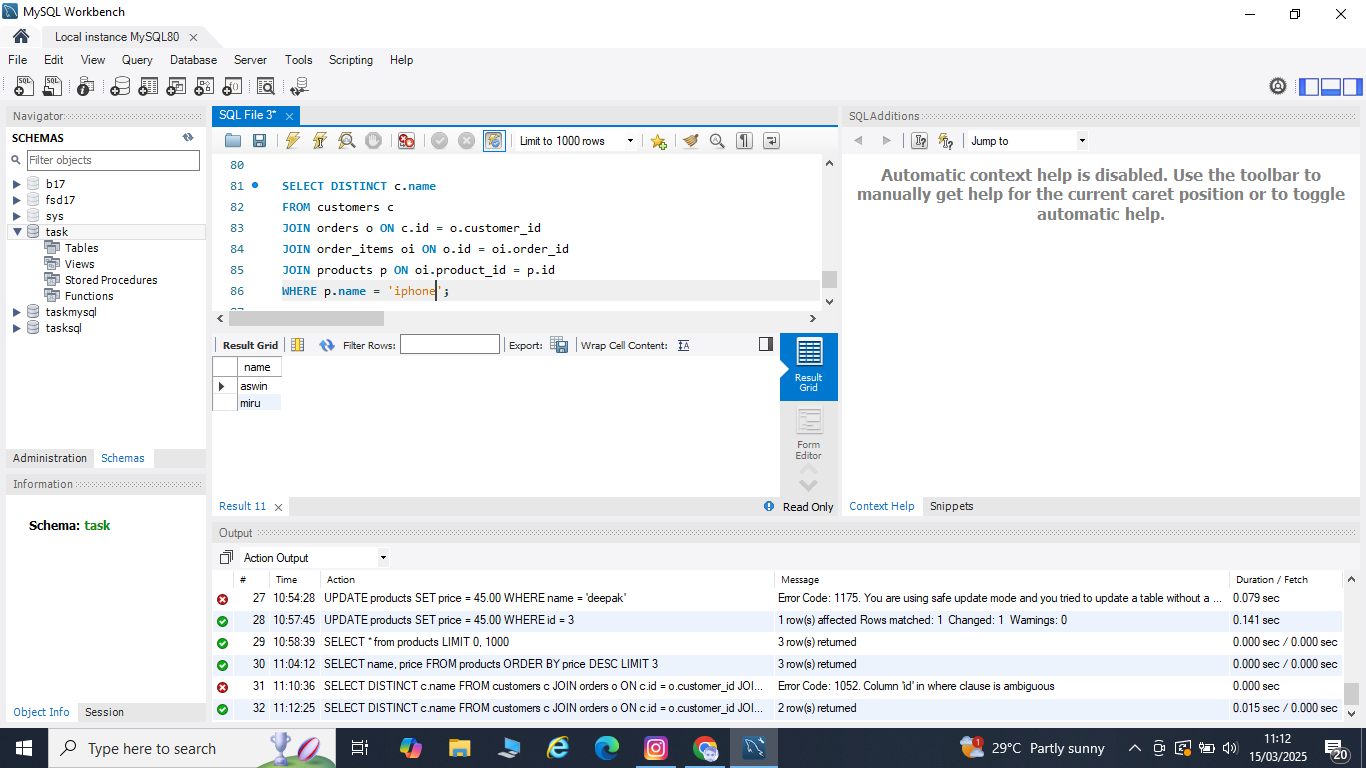 MySQL Workbench
Local instance MySQL80
File Edit View Query Database Server Tools Scripting Help
Navigator
SCHEMAS
Filter objects
b17
fsd17
sys
task
Tables
Views
Stored Procedures
Functions
taskmysql
tasksql
Administration Schemas
Information
Schema: task
Object Info Session
SQL File 3*
Limit to 1000 rows
80
81 SELECT DISTINCT c.name
82 FROM customers c
83 JOIN orders o ON c.id = o.customer_id
84 JOIN order_items oi ON o.id = oi.order_id
85 JOIN products p ON oi.product_id = p.id
86 WHERE p.name = 'iphone';
Result Grid Filter Rows: Export: Wrap Cell Content:
name
aswin
miru
Result Grid
Form Editor
Result 11
Read Only
SQLAdditions
Jump to
Automatic context help is disabled. Use the toolbar to
manually get help for the current caret position or to toggle
automatic help.
Context Help Snippets
Output
Action Output
# Time Action Message Duration / Fetch
27 10:54:28 UPDATE products SET price = 45.00 WHERE name = 'deepak' Error Code: 1175. You are using safe update mode and you tried to update a table without a ... 0.079 sec
28 10:57:45 UPDATE products SET price = 45.00 WHERE id = 3 1 row(s) affected Rows matched: 1 Changed: 1 Warnings: 0 0.141 sec
29 10:58:39 SELECT * from products LIMIT 0, 1000 3 row(s) returned 0.000 sec / 0.000 sec
30 11:04:12 SELECT name, price FROM products ORDER BY price DESC LIMIT 3 3 row(s) returned 0.000 sec / 0.000 sec
31 11:10:36 SELECT DISTINCT c.name FROM customers c JOIN orders o ON c.id = o.customer_id JOI... Error Code: 1052. Column 'id' in where clause is ambiguous 0.000 sec
32 11:12:25 SELECT DISTINCT c.name FROM customers c JOIN orders o ON c.id = o.customer_id JOI... 2 row(s) returned 0.015 sec / 0.000 sec
Type here to search
29°C Partly sunny
11:12
15/03/2025
20